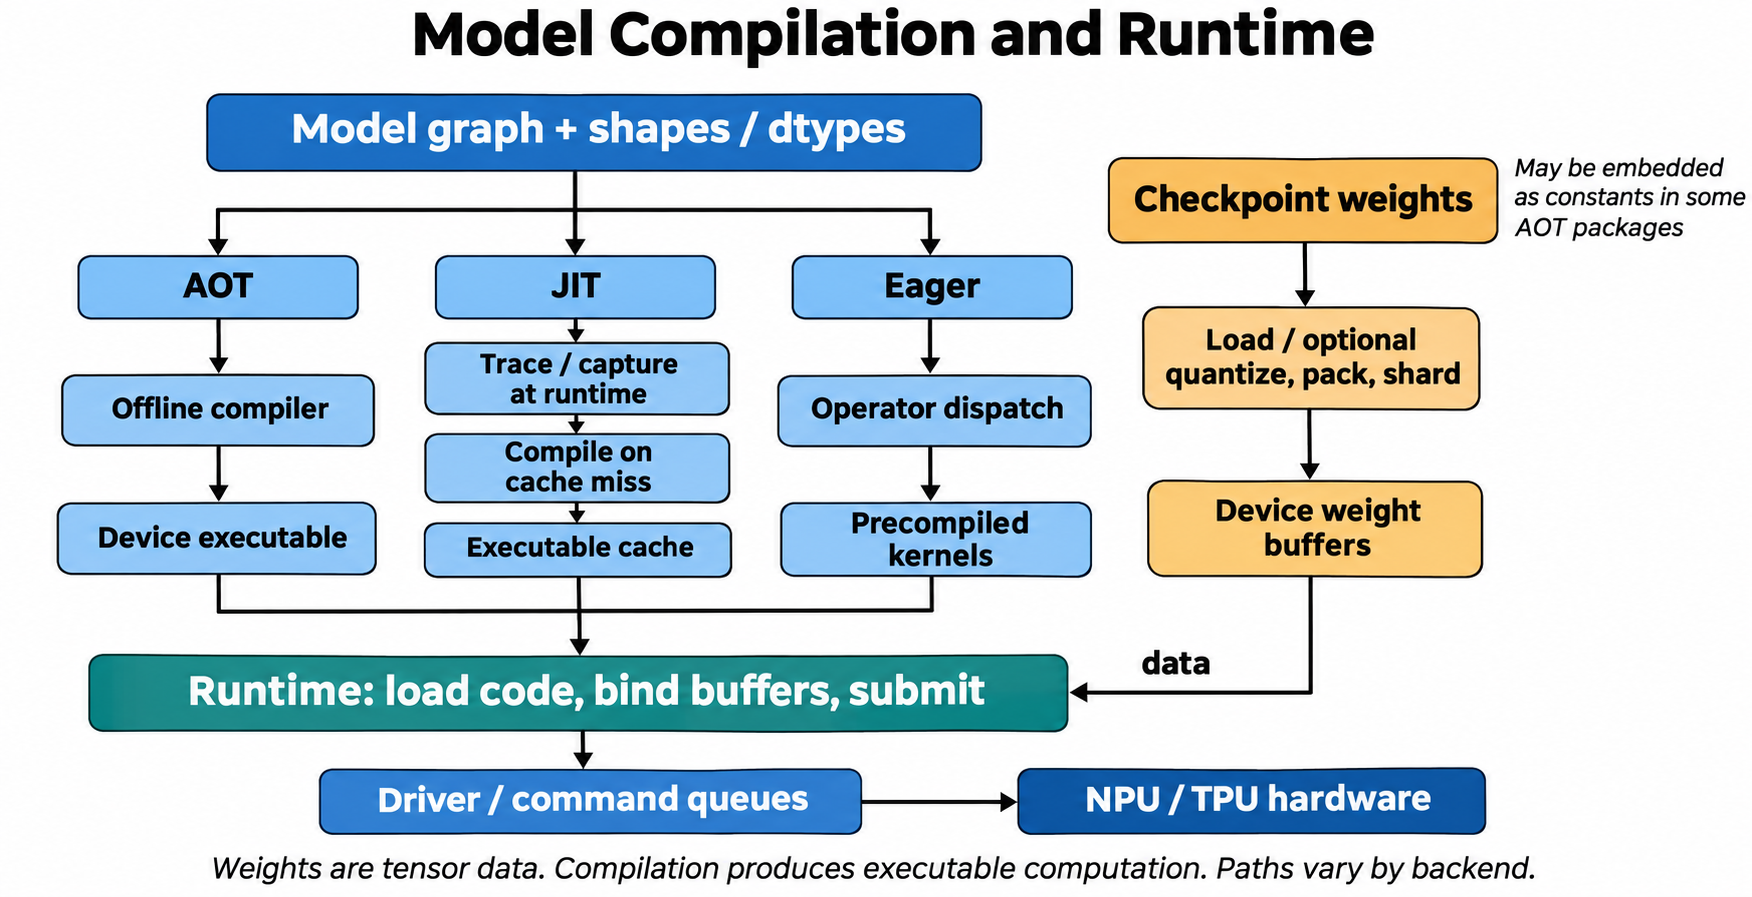 Model Compilation and Runtime
Model graph + shapes / dtypes
Checkpoint weights
May be embedded
as constants in some
AOT packages
AOT
JIT
Eager
Trace / capture
at runtime
Load / optional
quantize, pack, shard
Offline compiler
Operator dispatch
Compile on
cache miss
Device executable
Executable cache
Precompiled
kernels
Device weight
buffers
data
Runtime: load code, bind buffers, submit
Driver / command queues
NPU / TPU hardware
Weights are tensor data. Compilation produces executable computation. Paths vary by backend.